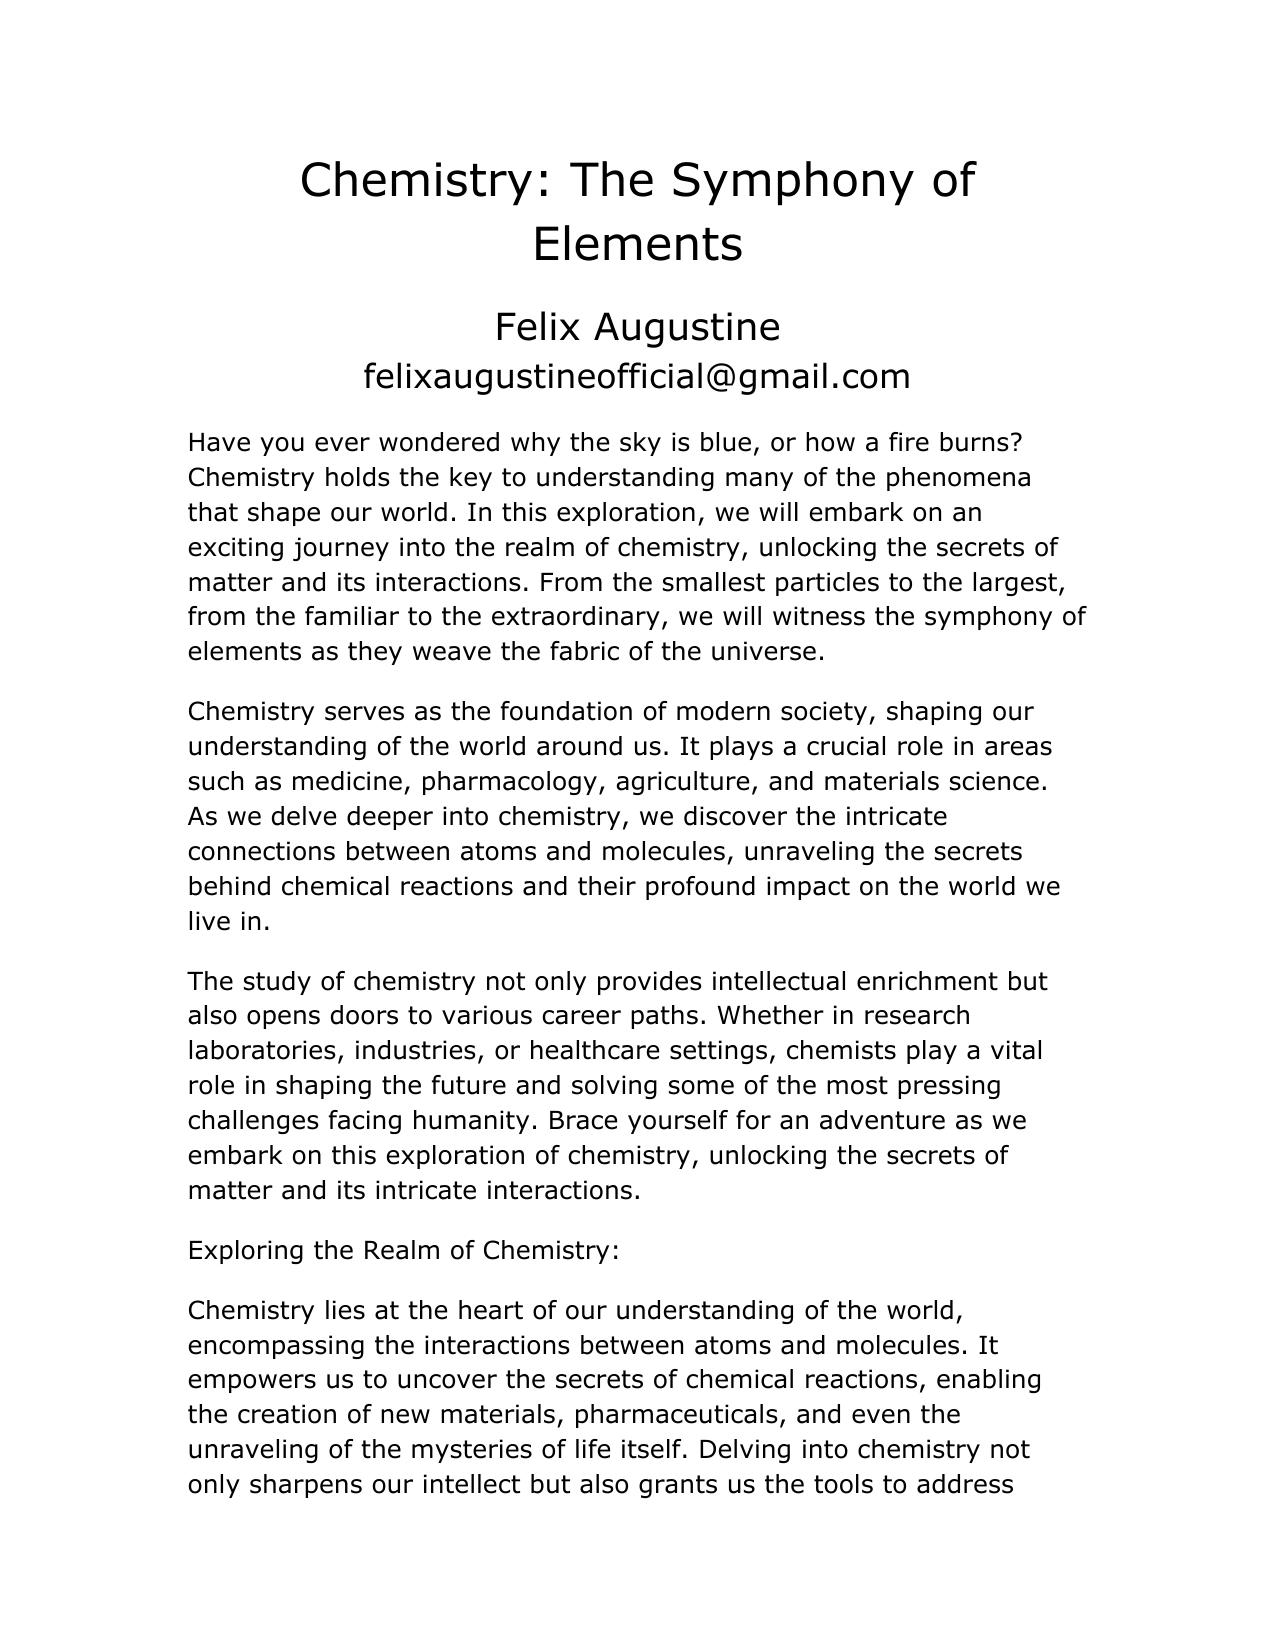 Chemistry: The Symphony of
Elements
Felix Augustine
felixaugustineofficial@gmail.com
Have you ever wondered why the sky is blue, or how a fire burns?
Chemistry holds the key to understanding many of the phenomena
that shape our world. In this exploration, we will embark on an
exciting journey into the realm of chemistry, unlocking the secrets of
matter and its interactions. From the smallest particles to the largest,
from the familiar to the extraordinary, we will witness the symphony of
elements as they weave the fabric of the universe.
Chemistry serves as the foundation of modern society, shaping our
understanding of the world around us. It plays a crucial role in areas
such as medicine, pharmacology, agriculture, and materials science.
As we delve deeper into chemistry, we discover the intricate
connections between atoms and molecules, unraveling the secrets
behind chemical reactions and their profound impact on the world we
live in.
The study of chemistry not only provides intellectual enrichment but
also opens doors to various career paths. Whether in research
laboratories, industries, or healthcare settings, chemists play a vital
role in shaping the future and solving some of the most pressing
challenges facing humanity. Brace yourself for an adventure as we
embark on this exploration of chemistry, unlocking the secrets of
matter and its intricate interactions.
Exploring the Realm of Chemistry:
Chemistry lies at the heart of our understanding of the world,
encompassing the interactions between atoms and molecules. It
empowers us to uncover the secrets of chemical reactions, enabling
the creation of new materials, pharmaceuticals, and even the
unraveling of the mysteries of life itself. Delving into chemistry not
only sharpens our intellect but also grants us the tools to address